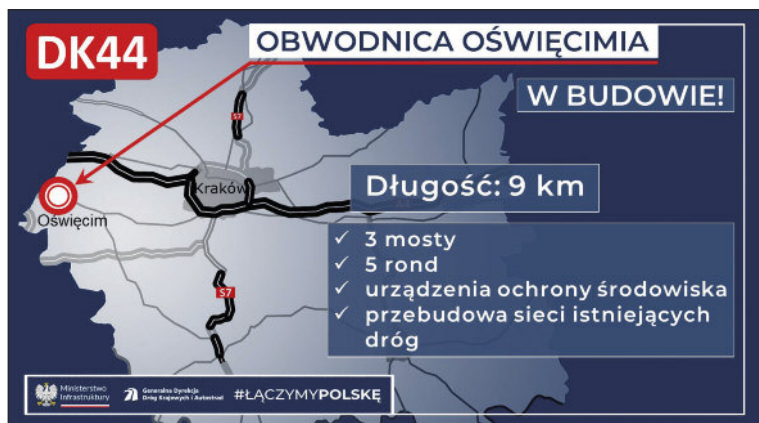 DK44
OBWODNICA OŚWIĘCIMIA
W BUDOWIE!
S7
Kraków
Oświęcim
A4
Długość: 9 km
✓ 3 mosty
✓ 5 rond
✓ urządzenia ochrony środowiska
✓ przebudowa sieci istniejących
dróg
S7
Ministerstwo
Infrastruktury
Generalna Dyrekcja
Dróg Krajowych i Autostrad
#ŁĄCZYMYPOLSKĘ